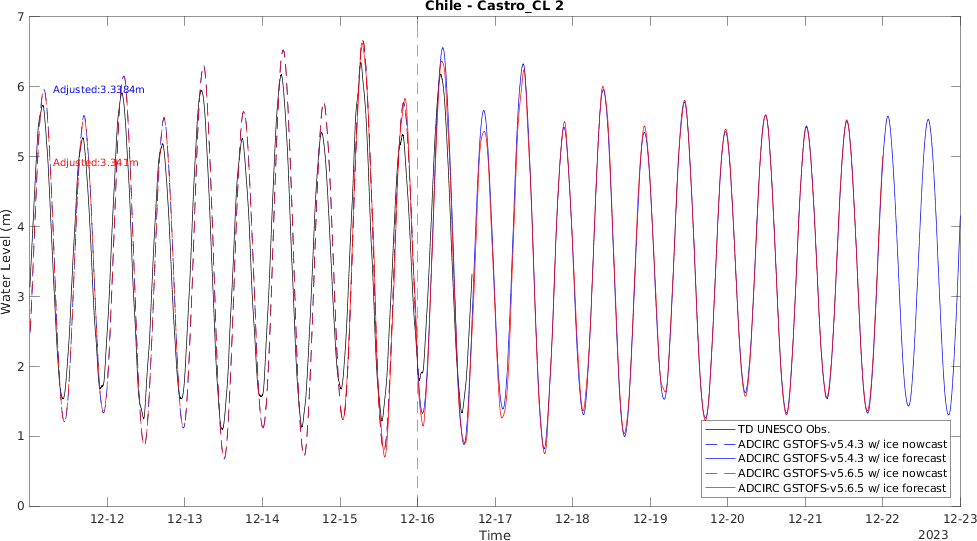 Chile - Castro_CL 2
7
6
5
4
3
2
1
0
Water Level (m)
Adjusted:3.3384m
Adjusted:3.341m
TD UNESCO Obs.
ADCIRC GSTOFS-v5.4.3 w/ ice nowcast
ADCIRC GSTOFS-v5.4.3 w/ ice forecast
ADCIRC GSTOFS-v5.6.5 w/ ice nowcast
ADCIRC GSTOFS-v5.6.5 w/ ice forecast
12-12 12-13 12-14 12-15 12-16 12-17 12-18 12-19 12-20 12-21 12-22 12-23
Time
2023